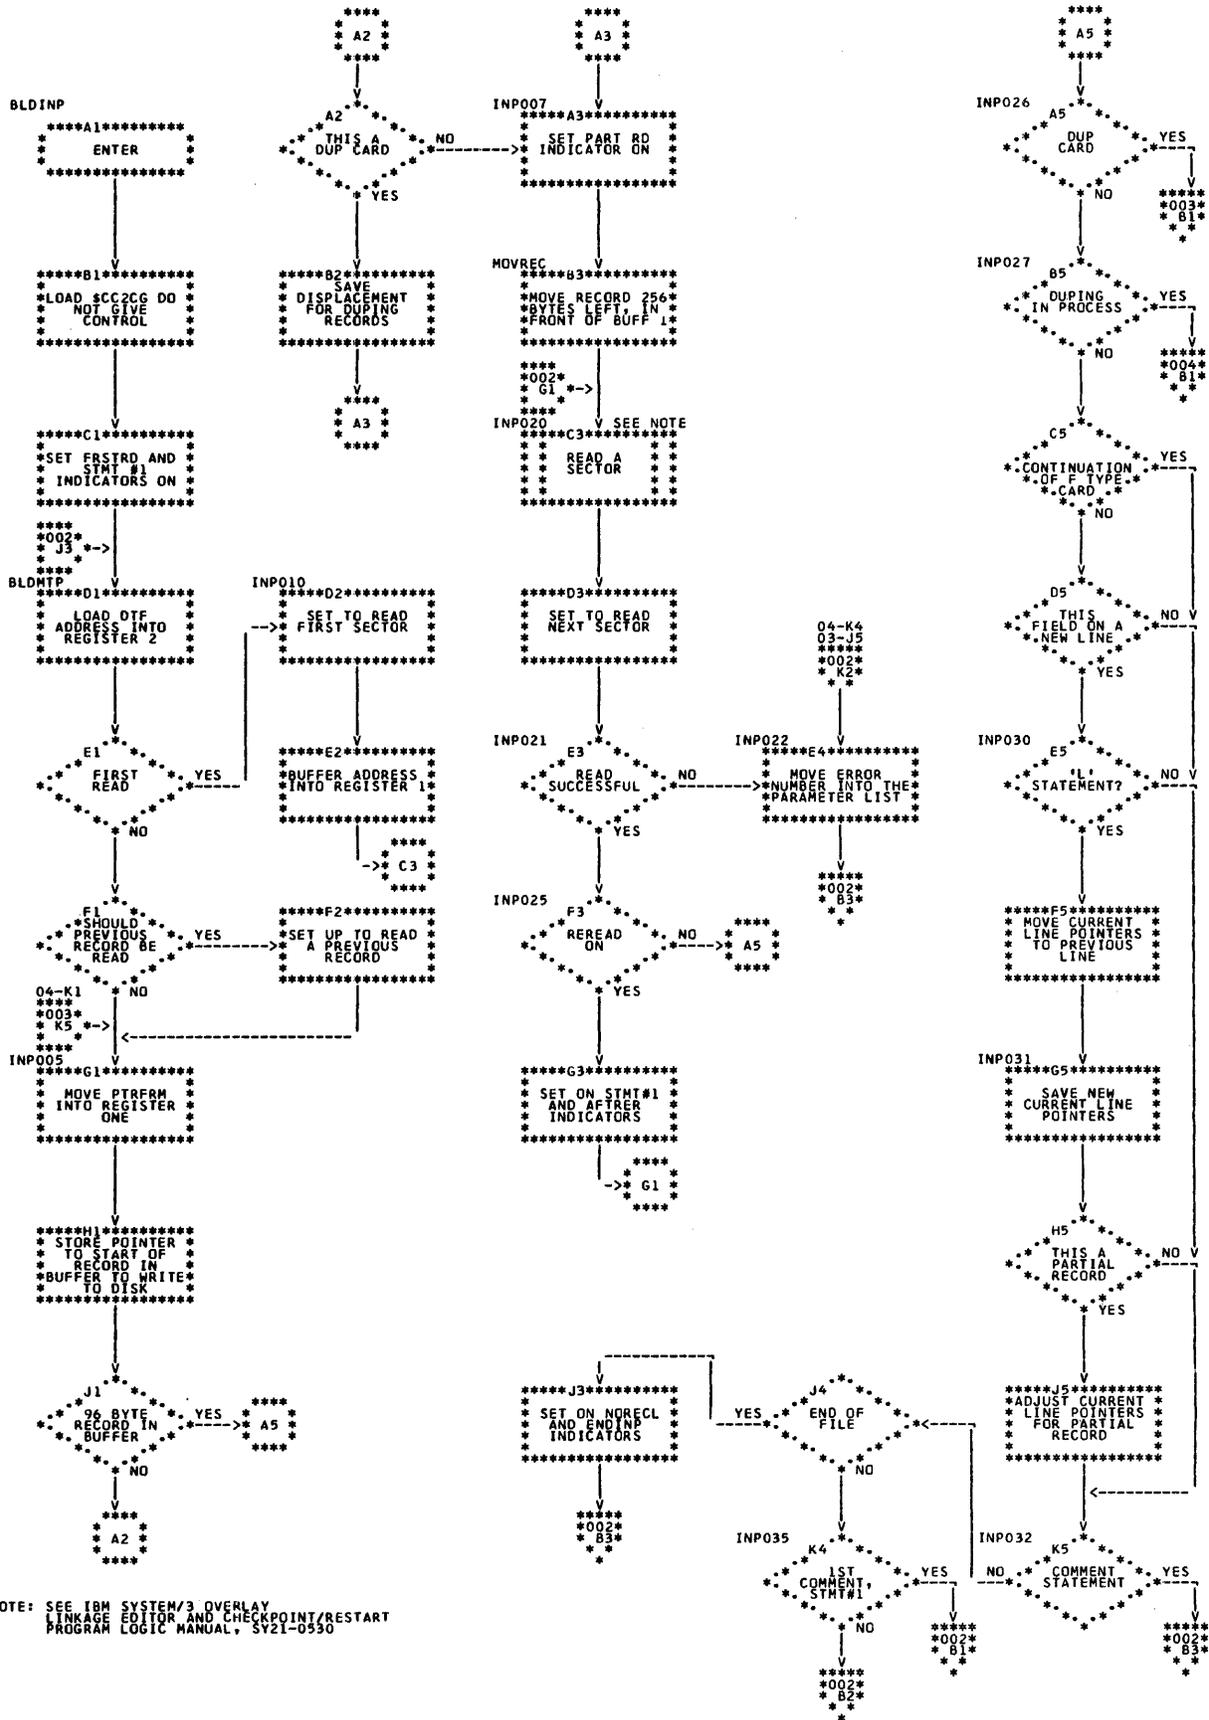 A2
A3
A5
BLDINP
A1
ENTER
A2
THIS A
DUP CARD
NO
YES
INP007
A3
SET PART RD
INDICATOR ON
INP026
A5
DUP
CARD
YES
NO
003
B1
B1
LOAD $CC2CG DO
NOT GIVE
CONTROL
B2
SAVE
DISPLACEMENT
FOR DUPING
RECORDS
MOVREC
B3
MOVE RECORD 256
BYTES LEFT, IN
FRONT OF BUFF 1
INP027
B5
DUPING
IN PROCESS
YES
NO
004
B1
A3
002
G1
C1
SET FRSTRD AND
STMT #1
INDICATORS ON
INP020
SEE NOTE
C3
READ A
SECTOR
C5
CONTINUATION
OF F TYPE
CARD
YES
NO
002
J3
BLDMTP
D1
LOAD DTF
ADDRESS INTO
REGISTER 2
INP010
D2
SET TO READ
FIRST SECTOR
D3
SET TO READ
NEXT SECTOR
04-K4
03-J5
002
K2
D5
THIS
FIELD ON A
NEW LINE
NO
YES
E1
FIRST
READ
YES
NO
E2
BUFFER ADDRESS
INTO REGISTER 1
C3
INP021
E3
READ
SUCCESSFUL
NO
YES
INP022
E4
MOVE ERROR
NUMBER INTO THE
PARAMETER LIST
002
B3
INP030
E5
'L'
STATEMENT?
NO
YES
F1
SHOULD
PREVIOUS
RECORD BE
READ
YES
NO
F2
SET UP TO READ
A PREVIOUS
RECORD
INP025
F3
REREAD
ON
NO
YES
A5
F5
MOVE CURRENT
LINE POINTERS
TO PREVIOUS
LINE
04-K1
003
K5
INP005
G1
MOVE PTRFRM
INTO REGISTER
ONE
G3
SET ON STMT#1
AND AFTRER
INDICATORS
G1
INP031
G5
SAVE NEW
CURRENT LINE
POINTERS
H1
STORE POINTER
TO START OF
RECORD IN
BUFFER TO WRITE
TO DISK
H5
THIS A
PARTIAL
RECORD
NO
YES
J1
96 BYTE
RECORD IN
BUFFER
YES
NO
A5
A2
J3
SET ON NORECL
AND ENDINP
INDICATORS
002
B3
J4
END OF
FILE
YES
NO
J5
ADJUST CURRENT
LINE POINTERS
FOR PARTIAL
RECORD
INP035
K4
1ST
COMMENT,
STMT#1
YES
NO
002
B1
002
B2
INP032
K5
COMMENT
STATEMENT
NO
YES
002
B3
OTE: SEE IBM SYSTEM/3 OVERLAY
LINKAGE EDITOR AND CHECKPOINT/RESTART
PROGRAM LOGIC MANUAL, SY21-0530